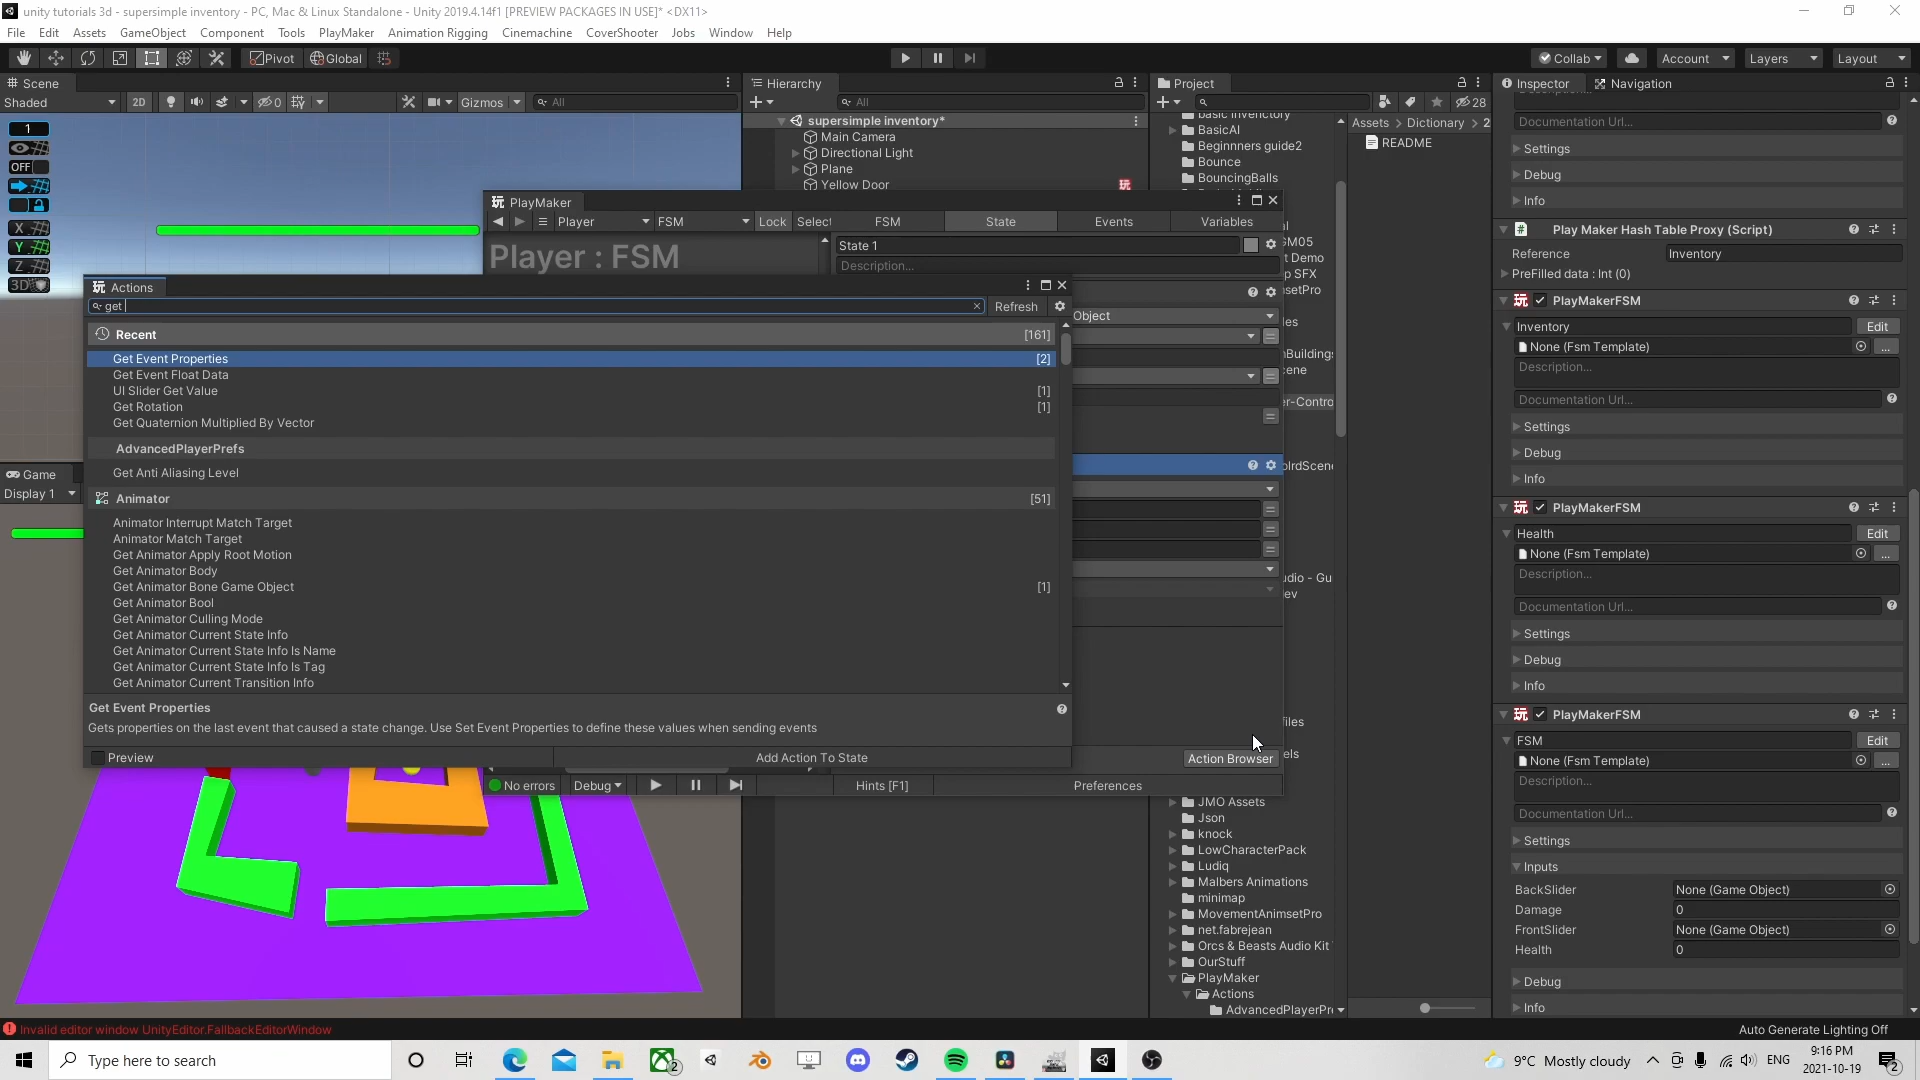 unity tutorials 3d - supersimple inventory - PC, Mac & Linux Standalone - Unity 2019.4.14f1 [PREVIEW PACKAGES IN USE]* <DX11>
File Edit Assets GameObject Component Tools PlayMaker Animation Rigging Cinemachine CoverShooter Jobs Window Help
Pivot Global Collab Account Layers Layout
Scene
Shaded 2D 0 Gizmos All
1
OFF
X
Y
Z
3D
Game
Display 1
Hierarchy
All
supersimple inventory*
Main Camera
Directional Light
Plane
Yellow Door
Project
28
Assets > Dictionary > 2
README
basic inventory
BasicAI
Beginnners guide2
Bounce
BouncingBalls
PlayMaker
Player FSM Lock Select FSM State Events Variables
Player : FSM
State 1
Description...
Object
Actions
get
Refresh
Recent [161]
Get Event Properties [2]
Get Event Float Data
UI Slider Get Value [1]
Get Rotation [1]
Get Quaternion Multiplied By Vector
AdvancedPlayerPrefs
Get Anti Aliasing Level
Animator [51]
Animator Interrupt Match Target
Animator Match Target
Get Animator Apply Root Motion
Get Animator Body
Get Animator Bone Game Object [1]
Get Animator Bool
Get Animator Culling Mode
Get Animator Current State Info
Get Animator Current State Info Is Name
Get Animator Current State Info Is Tag
Get Animator Current Transition Info
Get Event Properties
Gets properties on the last event that caused a state change. Use Set Event Properties to define these values when sending events
Preview Add Action To State
Action Browser
No errors Debug Hints [F1] Preferences
JMO Assets
Json
knock
LowCharacterPack
Ludiq
Malbers Animations
minimap
MovementAnimsetPro
net.fabrejean
Orcs & Beasts Audio Kit
OurStuff
PlayMaker
Actions
AdvancedPlayerPr
Inspector Navigation
Documentation Url...
Settings
Debug
Info
Play Maker Hash Table Proxy (Script)
Reference Inventory
PreFilled data : Int (0)
PlayMakerFSM
Inventory Edit
None (Fsm Template) ...
Description...
Documentation Url...
Settings
Debug
Info
PlayMakerFSM
Health Edit
None (Fsm Template) ...
Description...
Documentation Url...
Settings
Debug
Info
PlayMakerFSM
FSM Edit
None (Fsm Template) ...
Description...
Documentation Url...
Settings
Inputs
BackSlider None (Game Object)
Damage 0
FrontSlider None (Game Object)
Health 0
Debug
Info
Invalid editor window UnityEditor.FallbackEditorWindow
Auto Generate Lighting Off
Type here to search
2
9°C Mostly cloudy
ENG
9:16 PM
2021-10-19
2